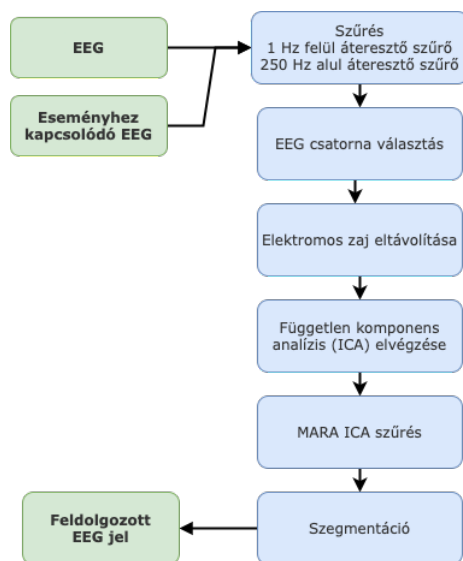 EEG
Eseményhez
kapcsolódó EEG
Szűrés
1 Hz felül áteresztő szűrő
250 Hz alul áteresztő szűrő
EEG csatorna választás
Elektromos zaj eltávolítása
Független komponens
analízis (ICA) elvégzése
MARA ICA szűrés
Szegmentáció
Feldolgozott
EEG jel